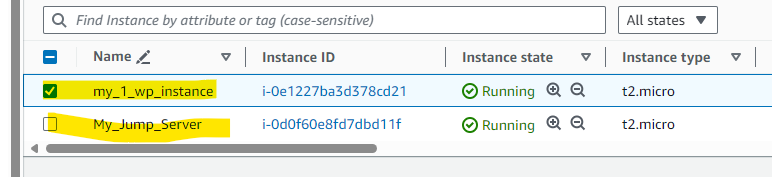 Find Instance by attribute or tag (case-sensitive) All states
Name Instance ID Instance state Instance type
my_1_wp_instance i-0e1227ba3d378cd21 Running t2.micro
My_Jump_Server i-0d0f60e8fd7dbd11f Running t2.micro